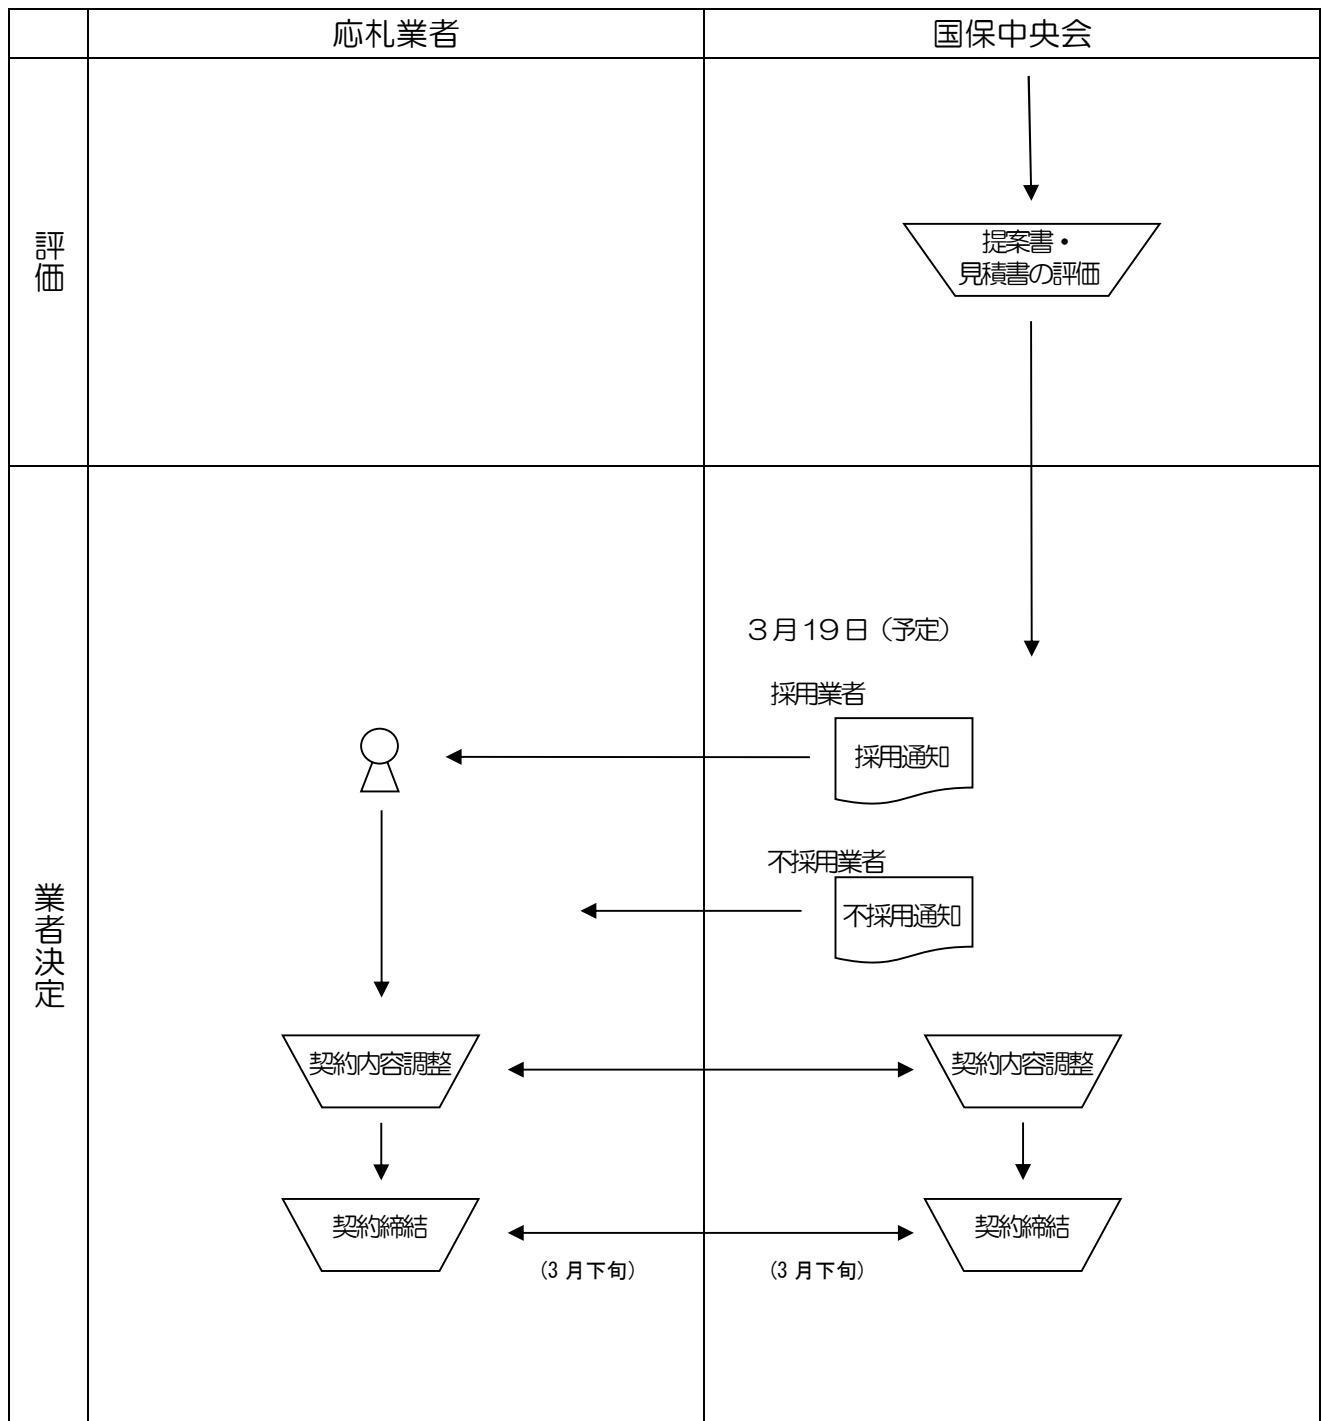 応札業者
国保中央会
評価
提案書・
見積書の評価
業者決定
３月１９日（予定）
採用業者
採用通知
不採用業者
不採用通知
契約内容調整
契約内容調整
契約締結
契約締結
(3 月下旬)
(3 月下旬)